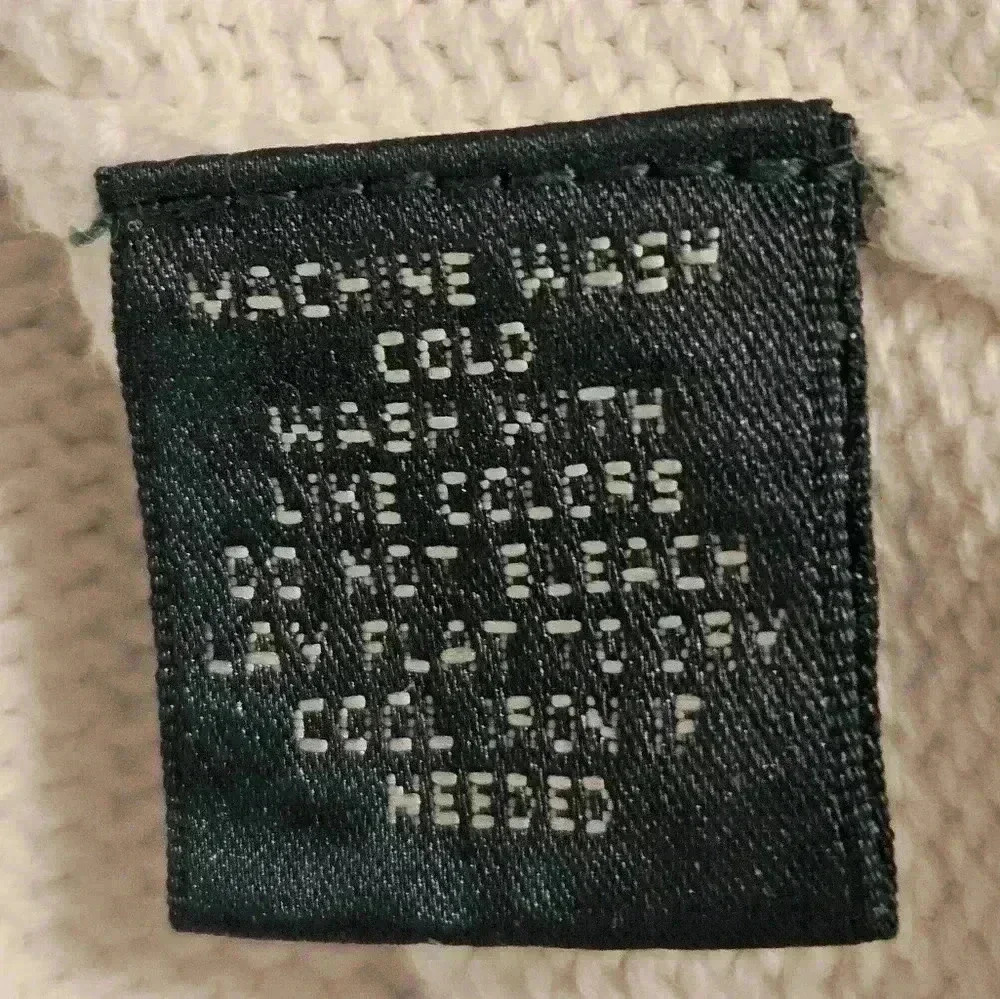 MACHINE WASH
COLD
WASH WITH
LIKE COLORS
DO NOT BLEACH
LAY FLAT TO DRY
COOL IRON IF
NEEDED